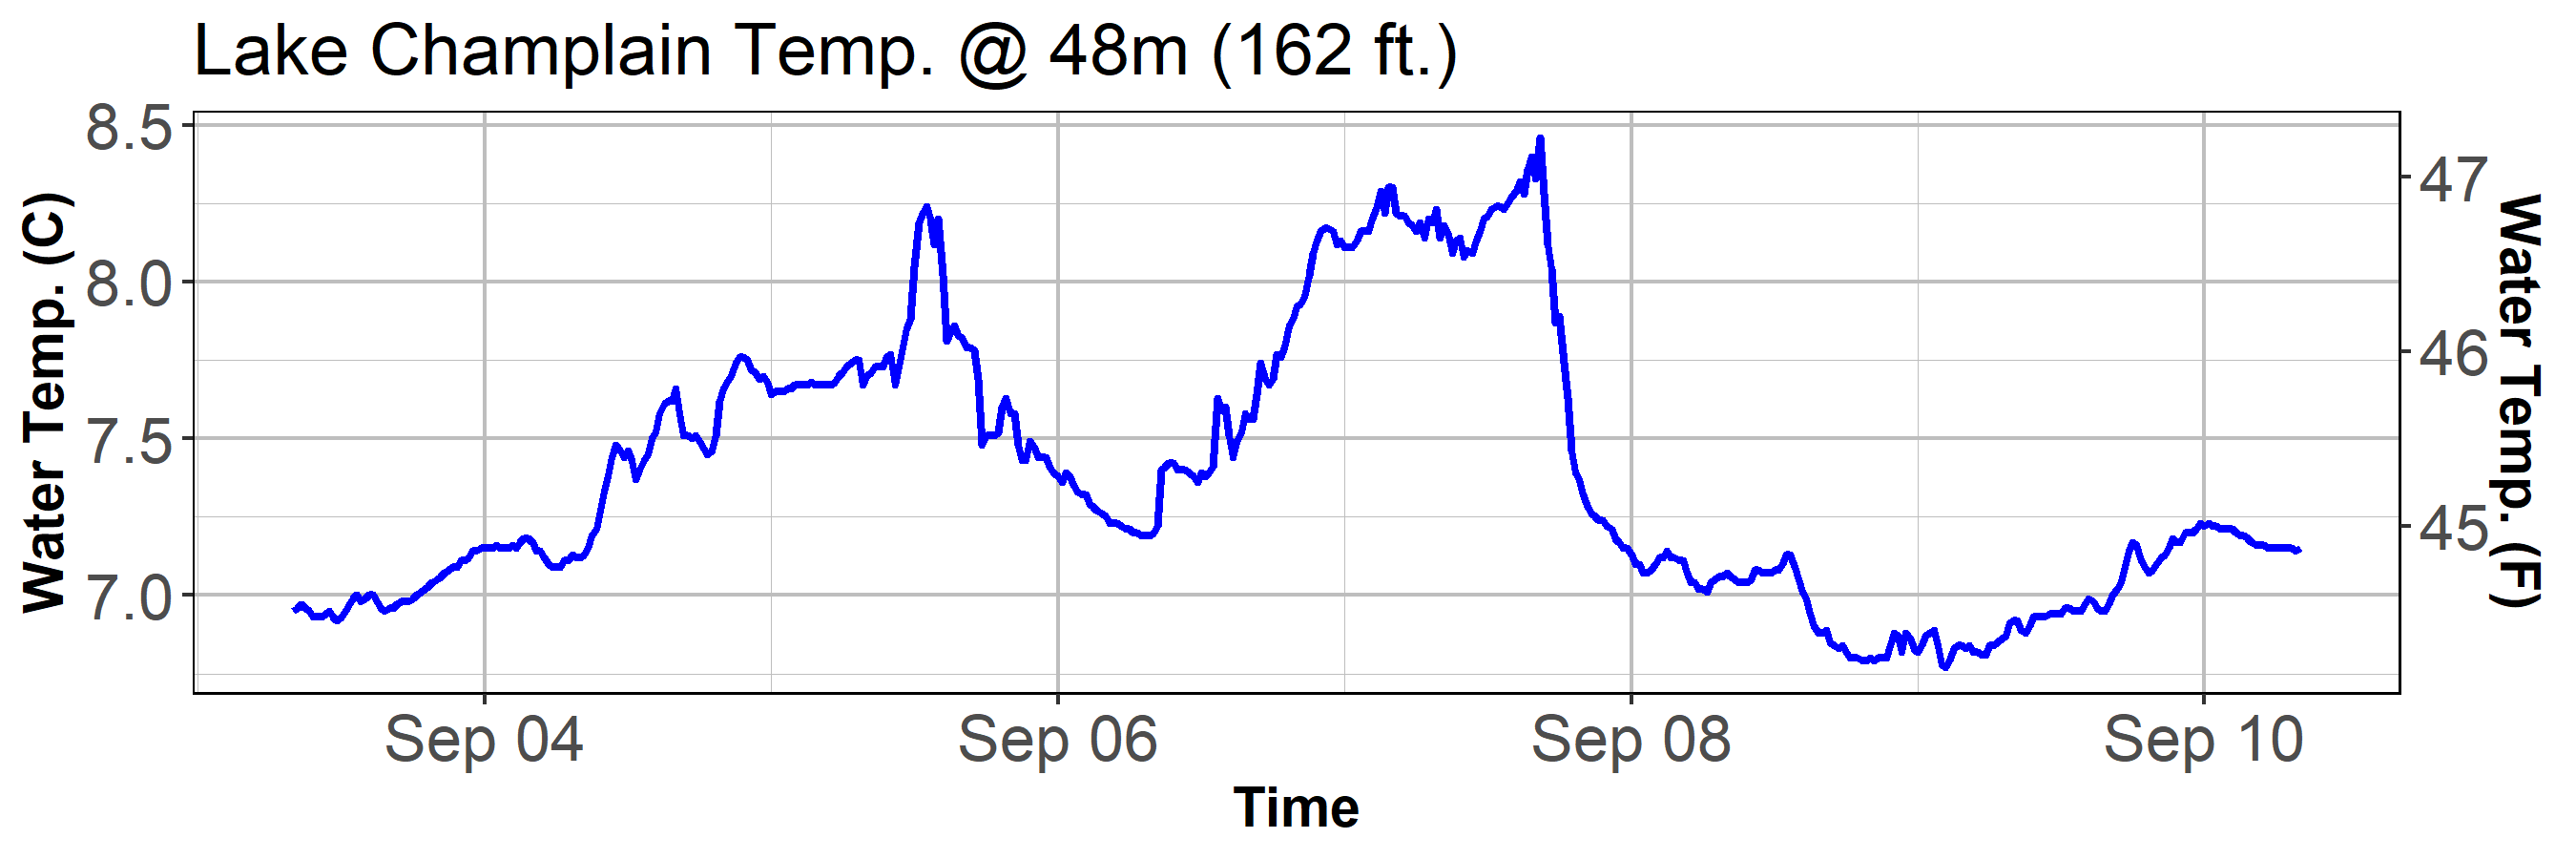 Lake Champlain Temp. @ 48m (162 ft.)
8.5
8.0
7.5
7.0
Water Temp. (C)
47
46
45
Water Temp. (F)
Sep 04
Sep 06
Sep 08
Sep 10
Time